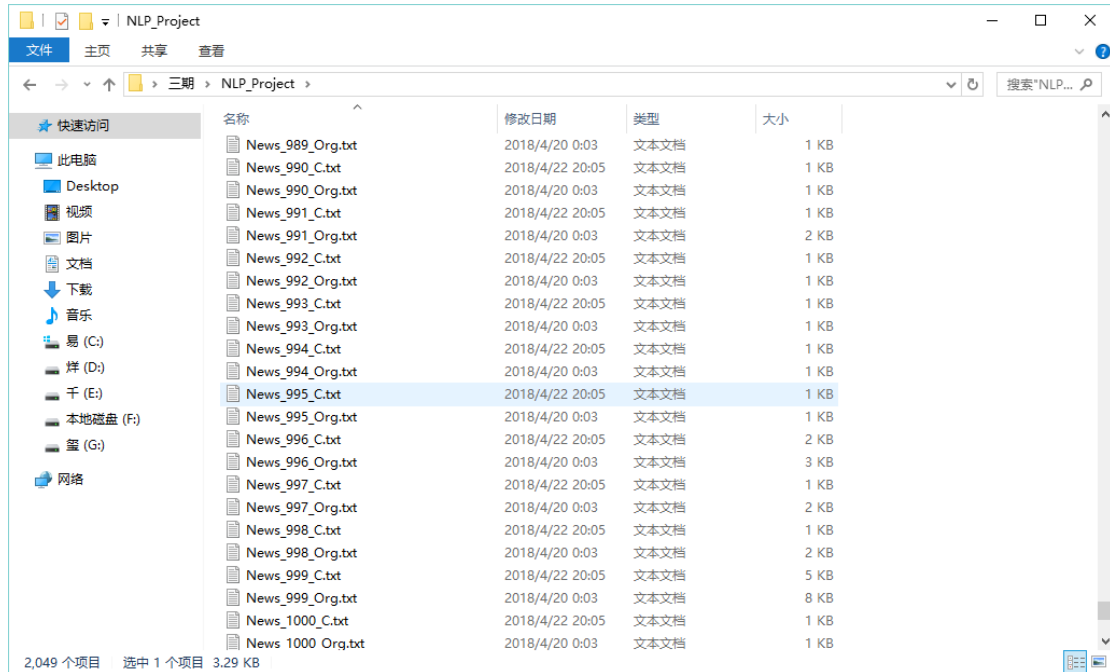 NLP_Project
文件 主页 共享 查看
三期 NLP_Project 搜索"NLP...
快速访问
此电脑
Desktop
视频
图片
文档
下载
音乐
易 (C:)
烊 (D:)
千 (E:)
本地磁盘 (F:)
玺 (G:)
网络
名称 修改日期 类型 大小
News_989_Org.txt 2018/4/20 0:03 文本文档 1 KB
News_990_C.txt 2018/4/22 20:05 文本文档 1 KB
News_990_Org.txt 2018/4/20 0:03 文本文档 1 KB
News_991_C.txt 2018/4/22 20:05 文本文档 1 KB
News_991_Org.txt 2018/4/20 0:03 文本文档 2 KB
News_992_C.txt 2018/4/22 20:05 文本文档 1 KB
News_992_Org.txt 2018/4/20 0:03 文本文档 1 KB
News_993_C.txt 2018/4/22 20:05 文本文档 1 KB
News_993_Org.txt 2018/4/20 0:03 文本文档 1 KB
News_994_C.txt 2018/4/22 20:05 文本文档 1 KB
News_994_Org.txt 2018/4/20 0:03 文本文档 1 KB
News_995_C.txt 2018/4/22 20:05 文本文档 1 KB
News_995_Org.txt 2018/4/20 0:03 文本文档 1 KB
News_996_C.txt 2018/4/22 20:05 文本文档 2 KB
News_996_Org.txt 2018/4/20 0:03 文本文档 3 KB
News_997_C.txt 2018/4/22 20:05 文本文档 1 KB
News_997_Org.txt 2018/4/20 0:03 文本文档 2 KB
News_998_C.txt 2018/4/22 20:05 文本文档 1 KB
News_998_Org.txt 2018/4/20 0:03 文本文档 2 KB
News_999_C.txt 2018/4/22 20:05 文本文档 5 KB
News_999_Org.txt 2018/4/20 0:03 文本文档 8 KB
News_1000_C.txt 2018/4/22 20:05 文本文档 1 KB
News_1000_Org.txt 2018/4/20 0:03 文本文档 1 KB
2,049 个项目 选中 1 个项目 3.29 KB